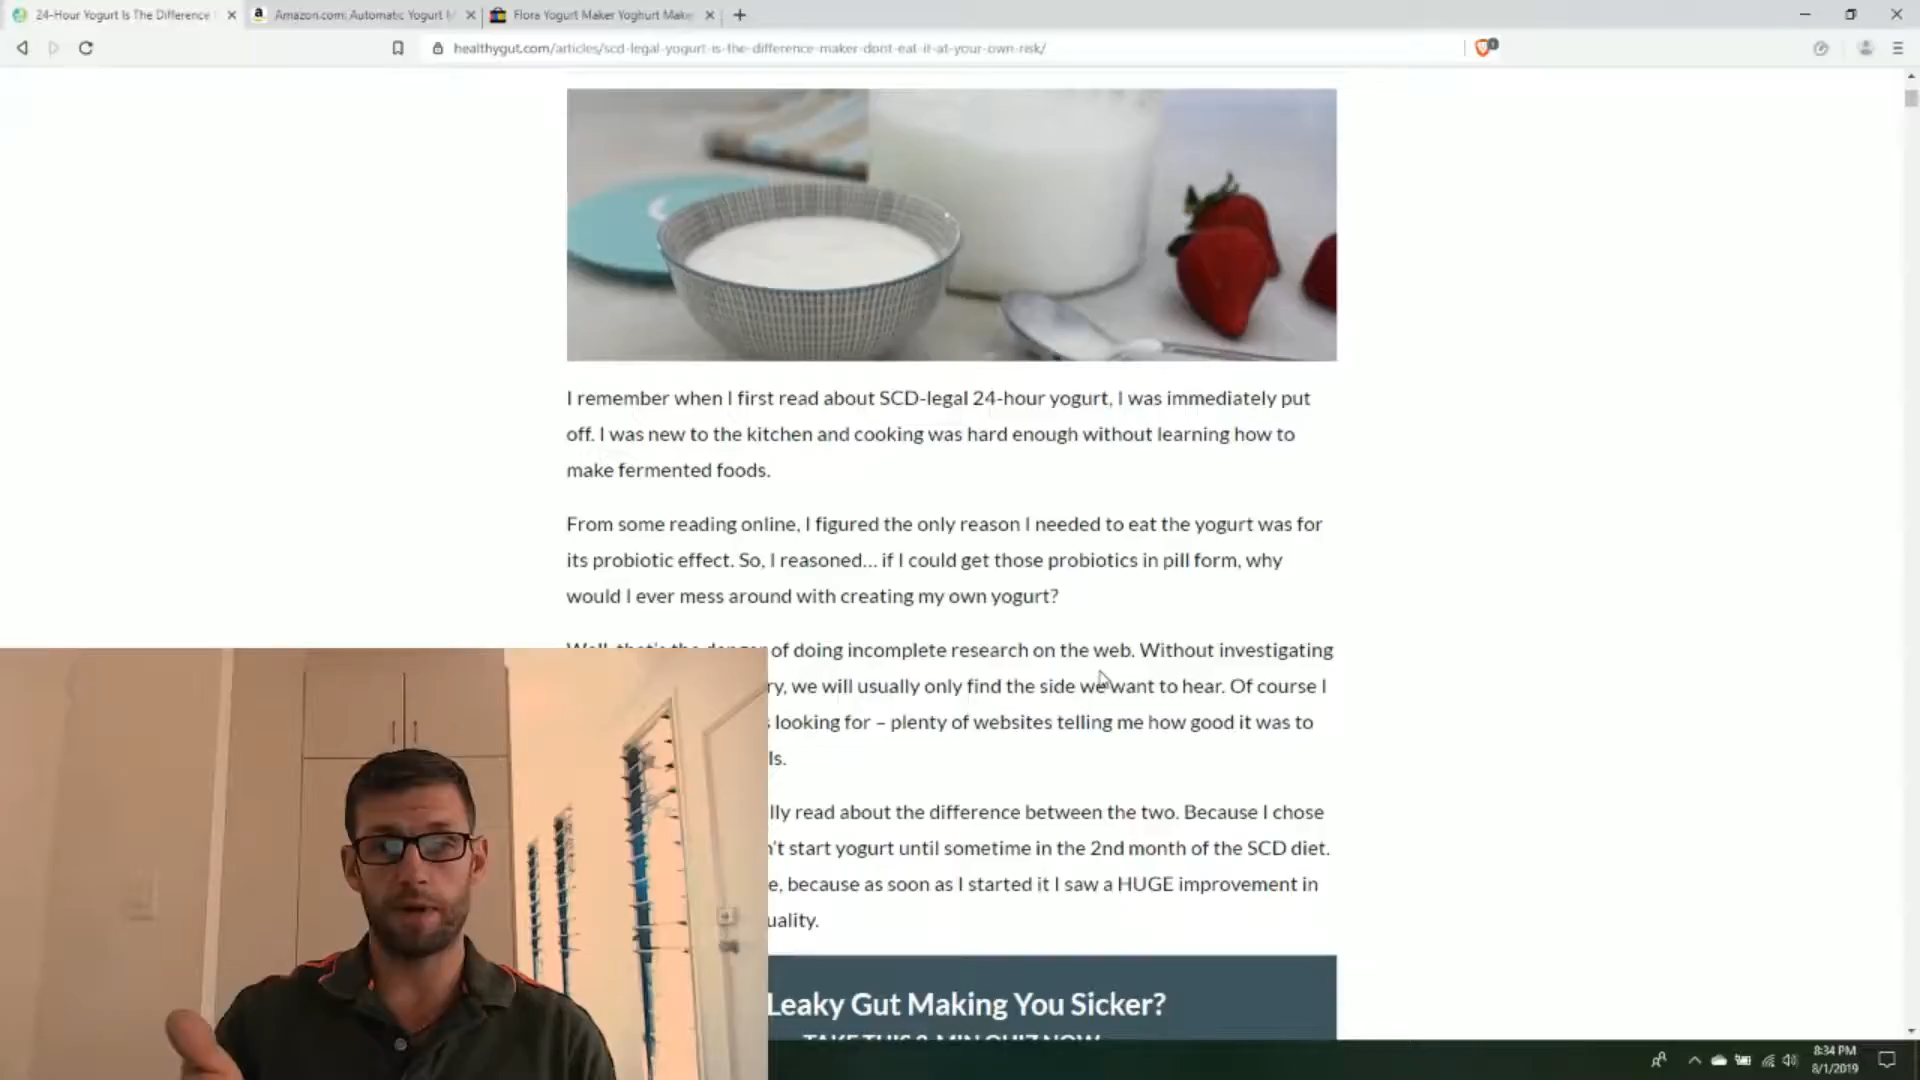 24-Hour Yogurt Is The Difference
Amazon.com: Automatic Yogurt M
Flora Yogurt Maker Yoghurt Make
healthygut.com/articles/scd-legal-yogurt-is-the-difference-maker-dont-eat-it-at-your-own-risk/
I remember when I first read about SCD-legal 24-hour yogurt, I was immediately put
off. I was new to the kitchen and cooking was hard enough without learning how to
make fermented foods.
From some reading online, I figured the only reason I needed to eat the yogurt was for
its probiotic effect. So, I reasoned... if I could get those probiotics in pill form, why
would I ever mess around with creating my own yogurt?
of doing incomplete research on the web. Without investigating
ry, we will usually only find the side we want to hear. Of course I
looking for – plenty of websites telling me how good it was to
ls.
lly read about the difference between the two. Because I chose
't start yogurt until sometime in the 2nd month of the SCD diet.
e, because as soon as I started it I saw a HUGE improvement in
uality.
Leaky Gut Making You Sicker?
8:34 PM
8/1/2019